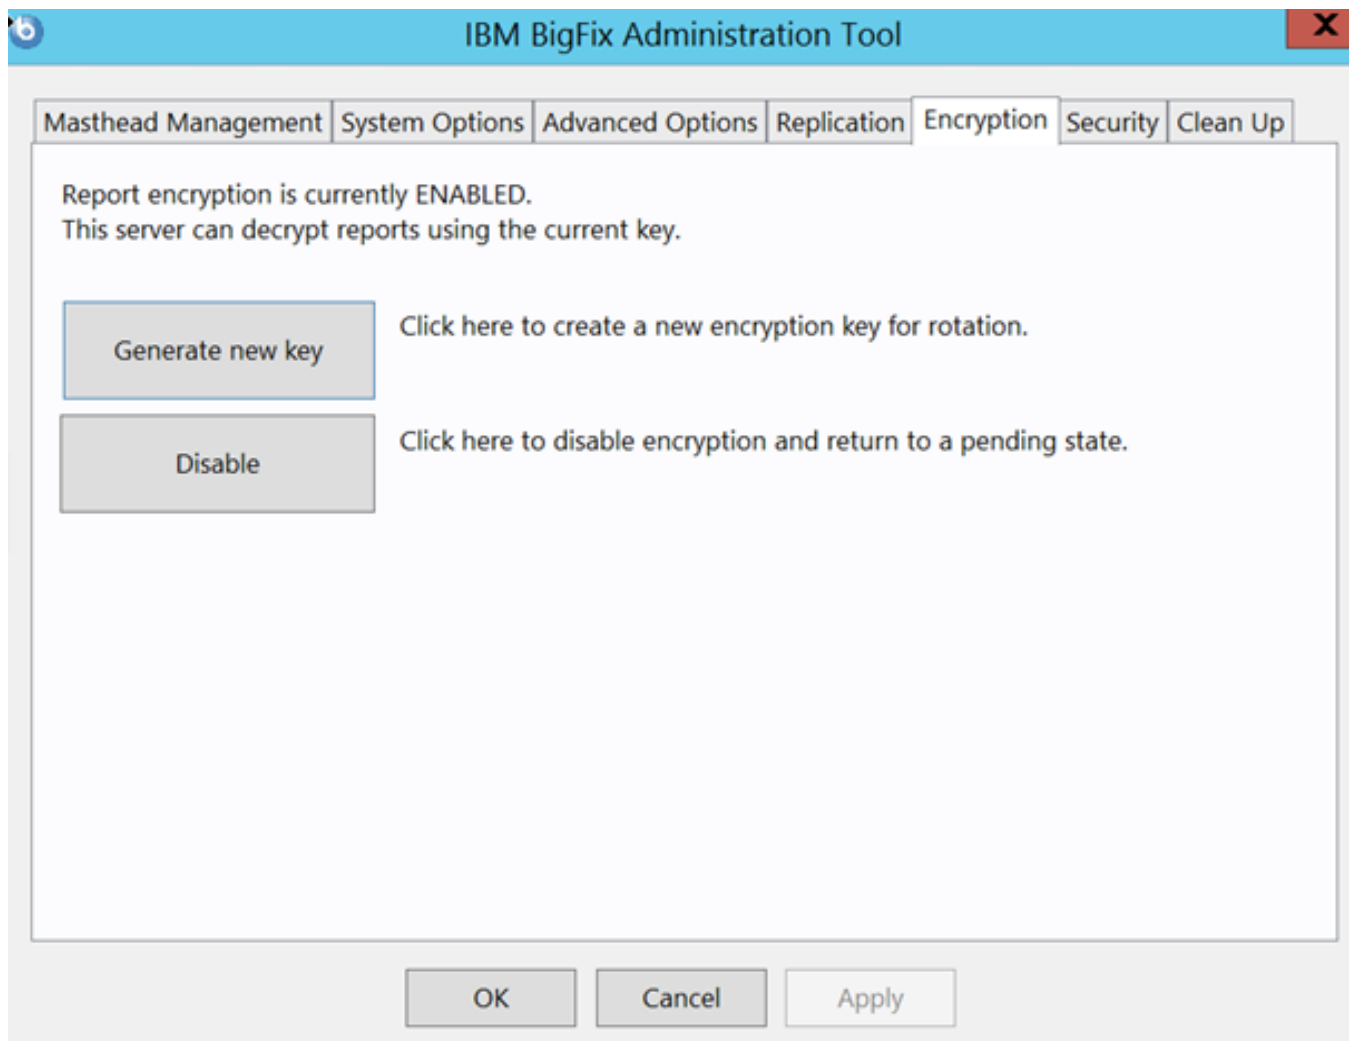 IBM BigFix Administration Tool
Masthead Management System Options Advanced Options Replication Encryption Security Clean Up
Report encryption is currently ENABLED.
This server can decrypt reports using the current key.
Generate new key Click here to create a new encryption key for rotation.
Disable Click here to disable encryption and return to a pending state.
OK Cancel Apply